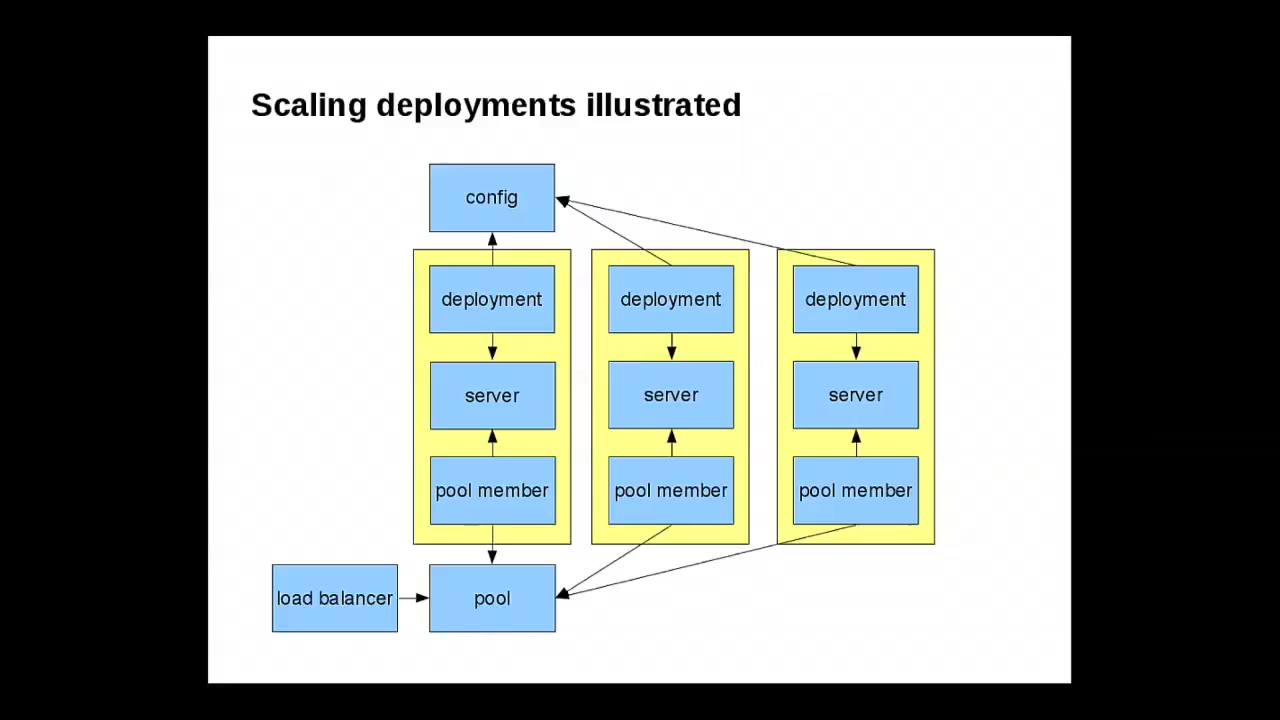 Scaling deployments illustrated
config
deployment
deployment
deployment
server
server
server
pool member
pool member
pool member
load balancer
pool